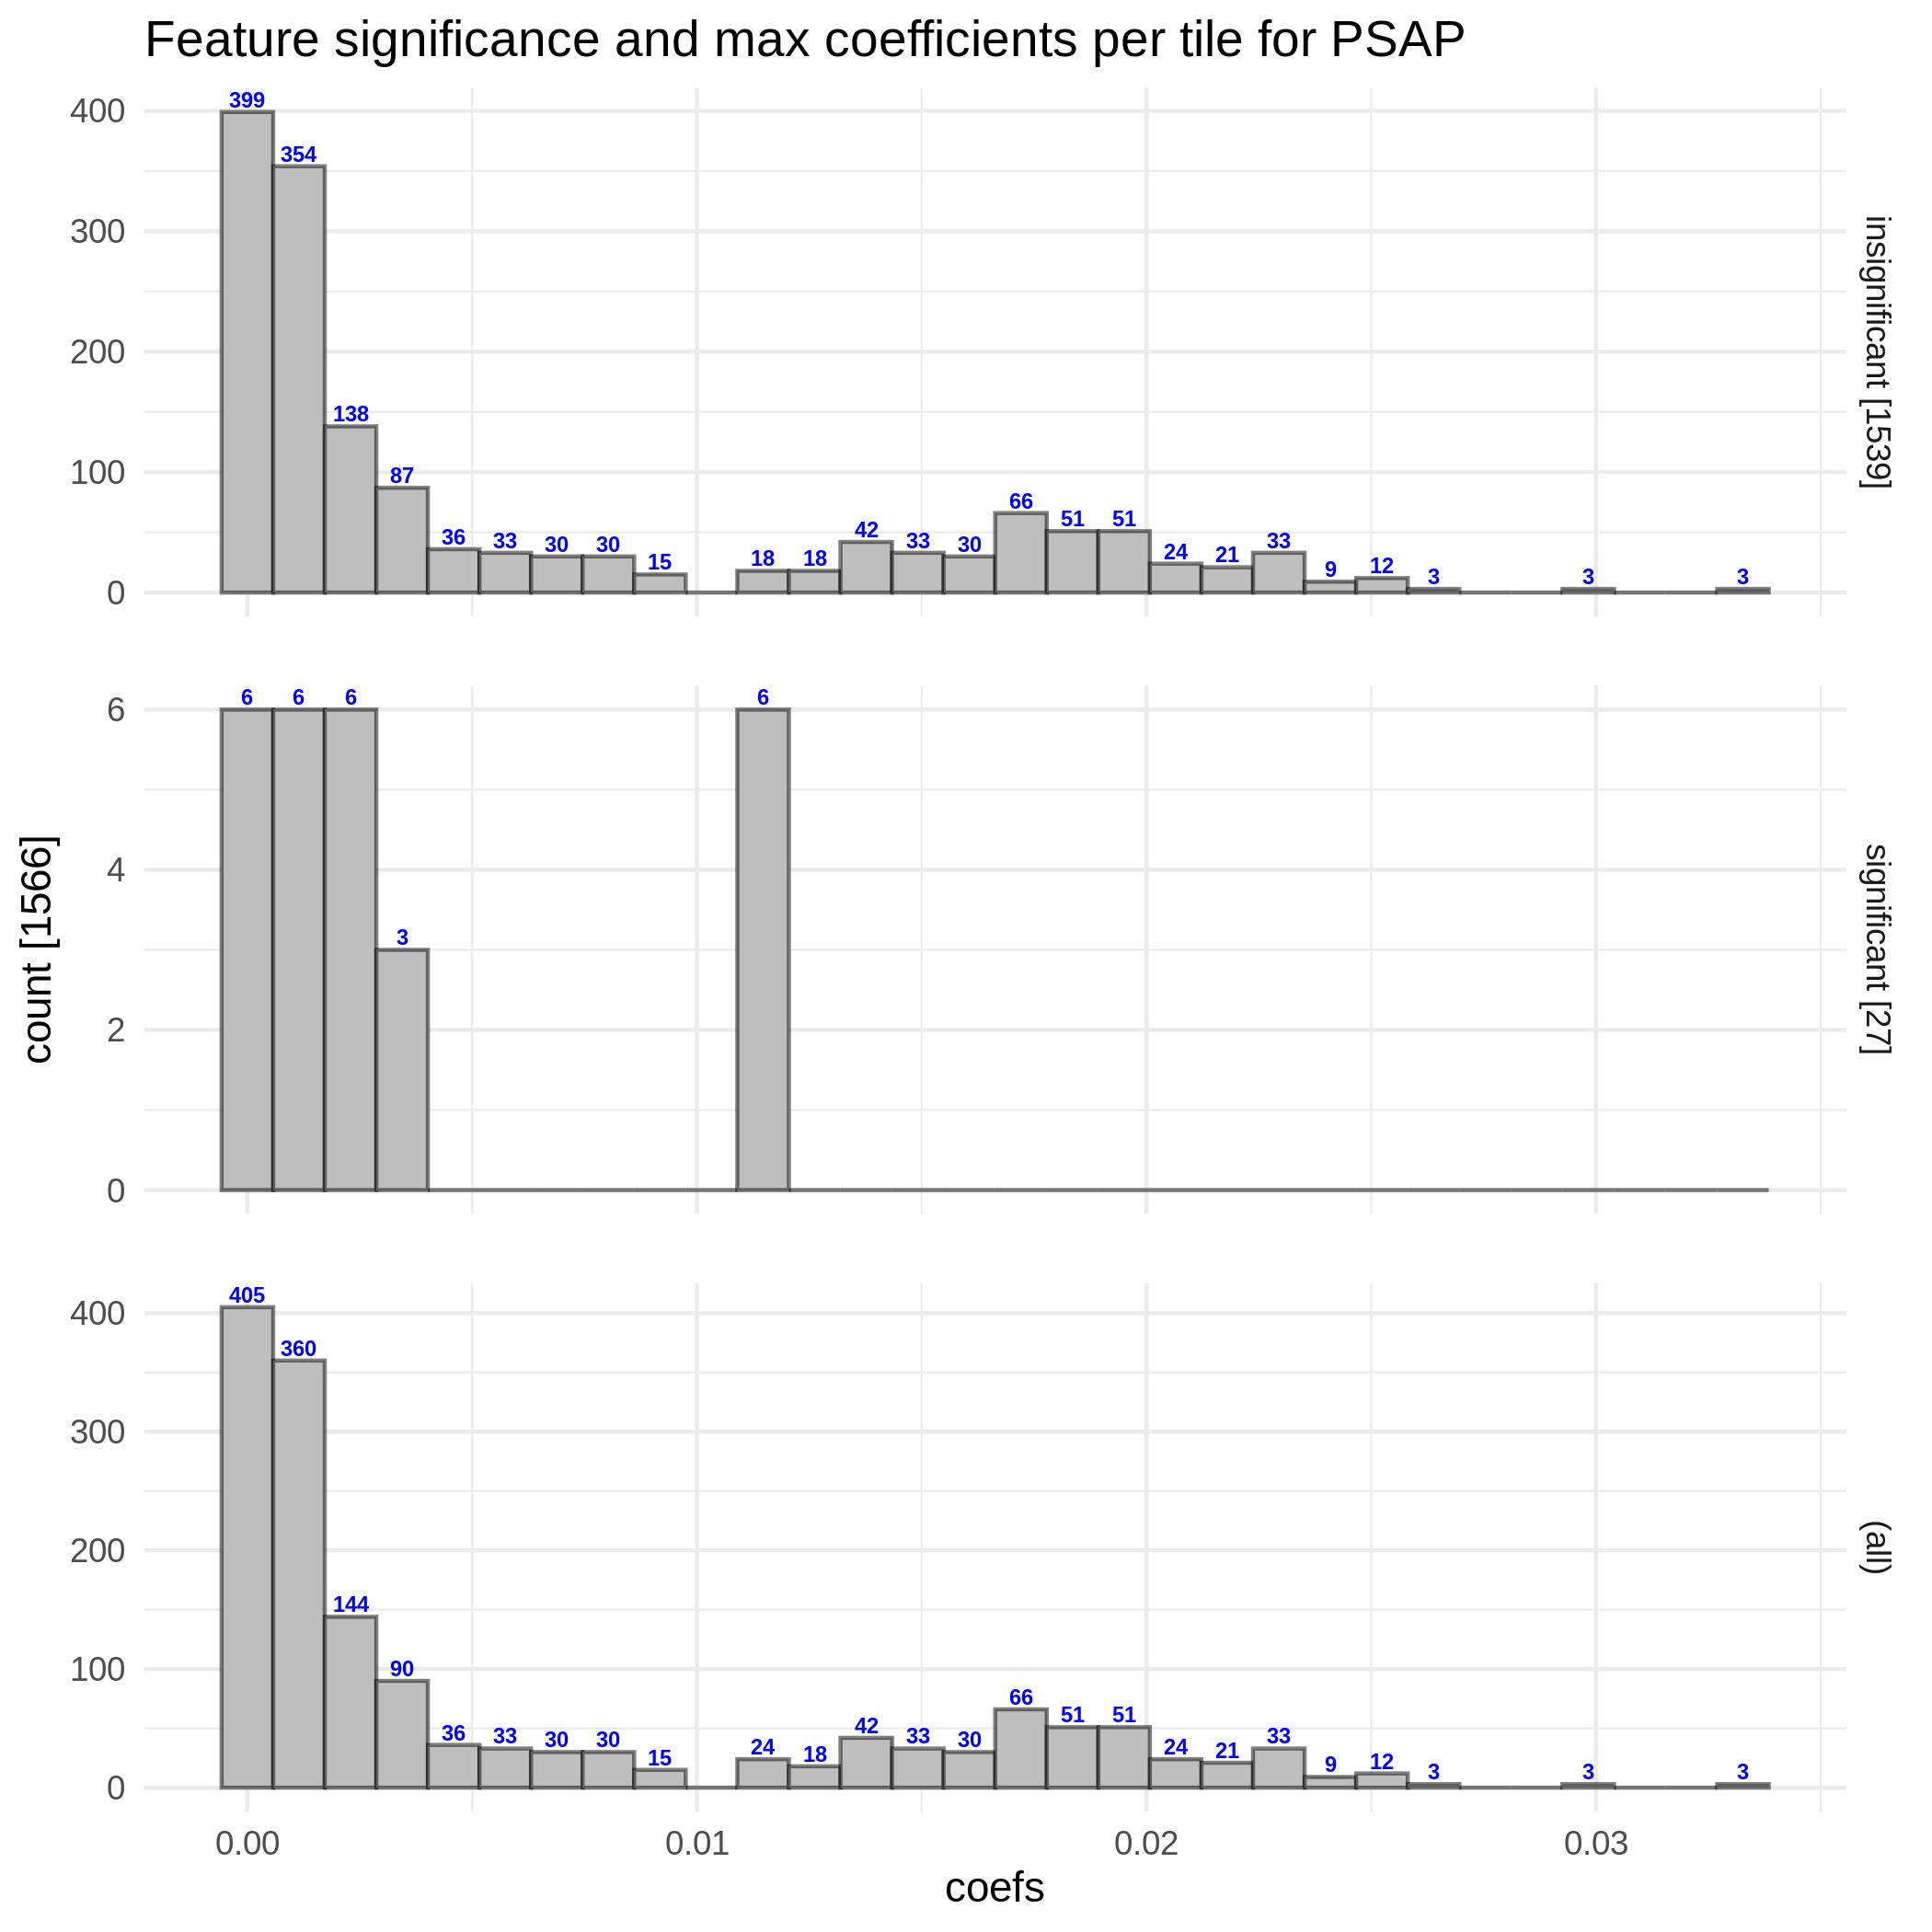 Feature significance and max coefficients per tile for PSAP
399
354
138
87
36 33 30 30 15 18 18 42 33 30 66 51 51 24 21 33 9 12 3 3 3
400
300
200
100
0
insignificant [1539]
6 6 6 3 6
6
4
2
0
significant [27]
count [1566]
405
360
144
90
36 33 30 30 15 24 18 42 33 30 66 51 51 24 21 33 9 12 3 3 3
400
300
200
100
0
(all)
0.00 0.01 0.02 0.03
coefs